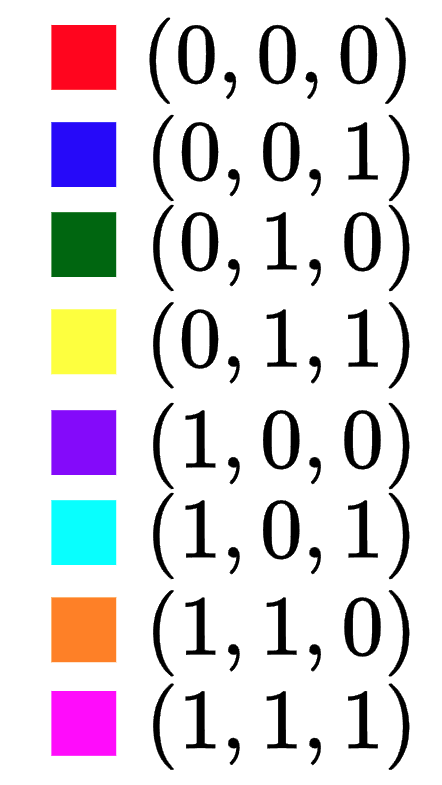 (0, 0, 0)
(0, 0, 1)
(0, 1, 0)
(0, 1, 1)
(1, 0, 0)
(1, 0, 1)
(1, 1, 0)
(1, 1, 1)